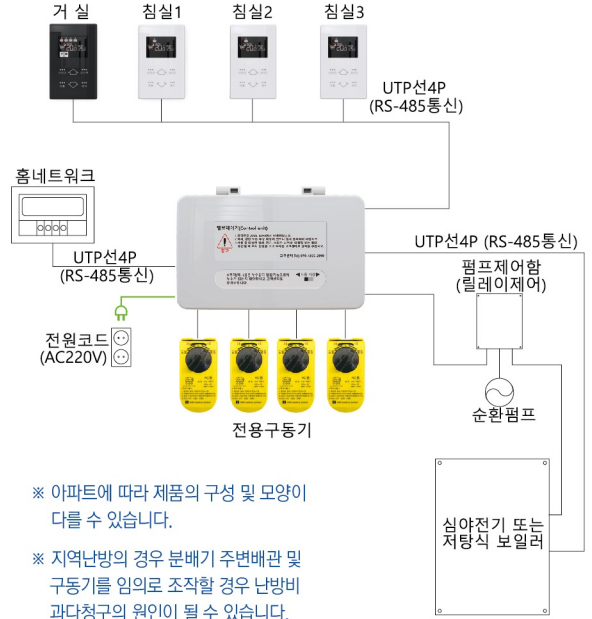 거 실
침실1
침실2
침실3
UTP선4P
(RS-485통신)
홈네트워크
밸브제어기(Control unit)
UTP선4P
(RS-485통신)
UTP선4P (RS-485통신)
펌프제어함
(릴레이제어)
전원코드
(AC220V)
순환펌프
전용구동기
심야전기 또는
저탕식 보일러
※ 아파트에 따라 제품의 구성 및 모양이
다를 수 있습니다.
※ 지역난방의 경우 분배기 주변배관 및
구동기를 임의로 조작할 경우 난방비
과다청구의 원인이 될 수 있습니다.